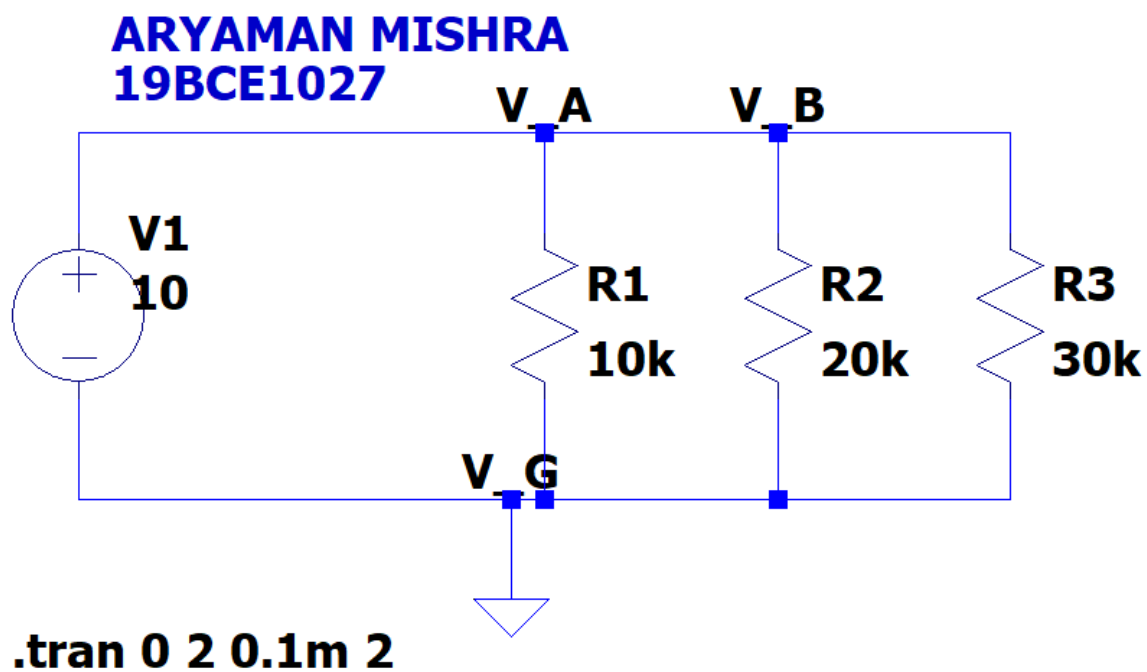 ARYAMAN MISHRA
19BCE1027
V_A
V_B
V1
10
R1
10k
R2
20k
R3
30k
V_G
.tran 0 2 0.1m 2